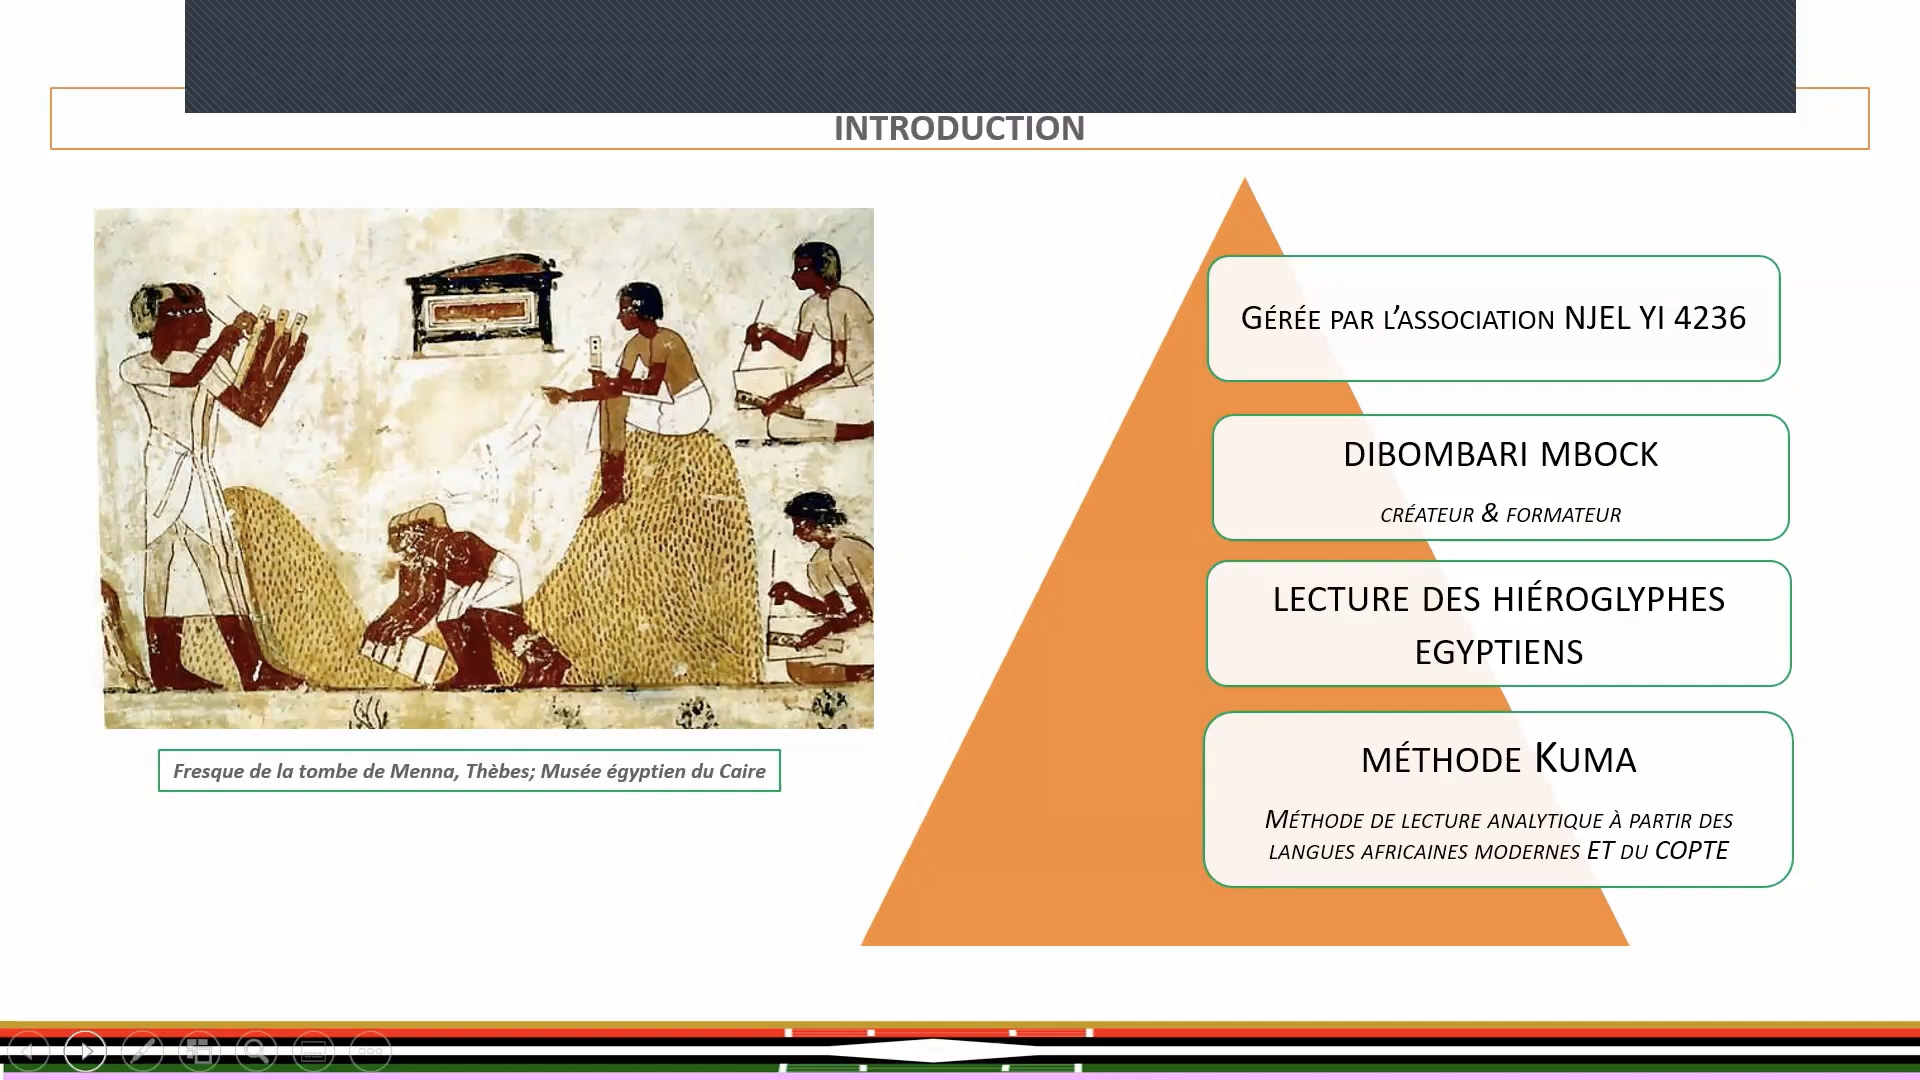 INTRODUCTION
Fresque de la tombe de Menna, Thèbes; Musée égyptien du Caire
GÉRÉE PAR L’ASSOCIATION NJEL YI 4236
DIBOMBARI MBOCK
CRÉATEUR & FORMATEUR
LECTURE DES HIÉROGLYPHES
EGYPTIENS
MÉTHODE KUMA
MÉTHODE DE LECTURE ANALYTIQUE À PARTIR DES
LANGUES AFRICAINES MODERNES ET DU COPTE